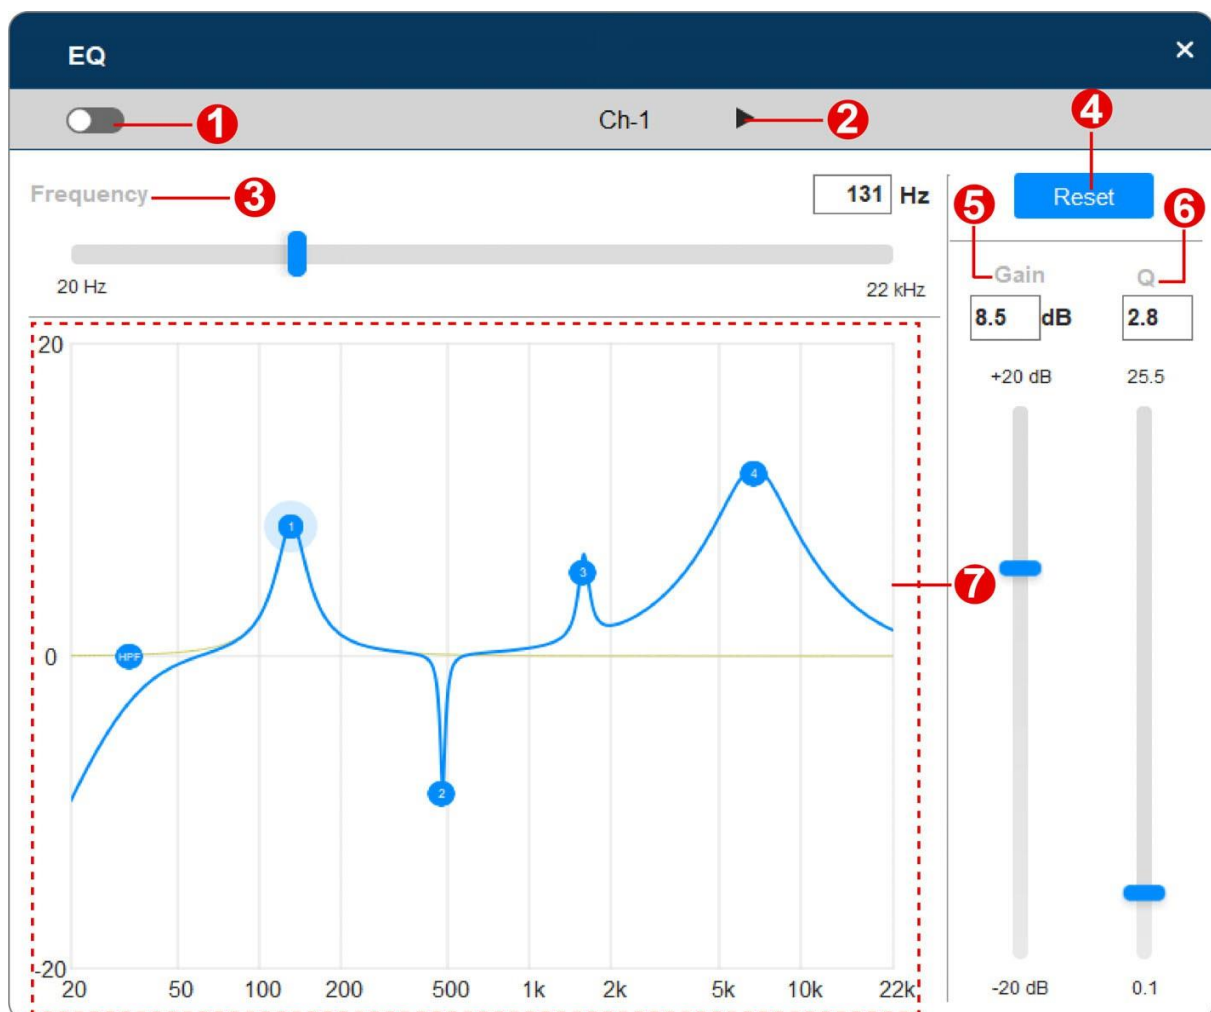 EQ
×
1
Ch-1
2
4
Frequency
3
131 Hz
5
Reset
6
20 Hz
22 kHz
Gain
Q
8.5 dB
2.8
+20 dB
25.5
20
4
1
3
7
0
HPF
2
-20
20 50 100 200 500 1k 2k 5k 10k 22k
-20 dB
0.1